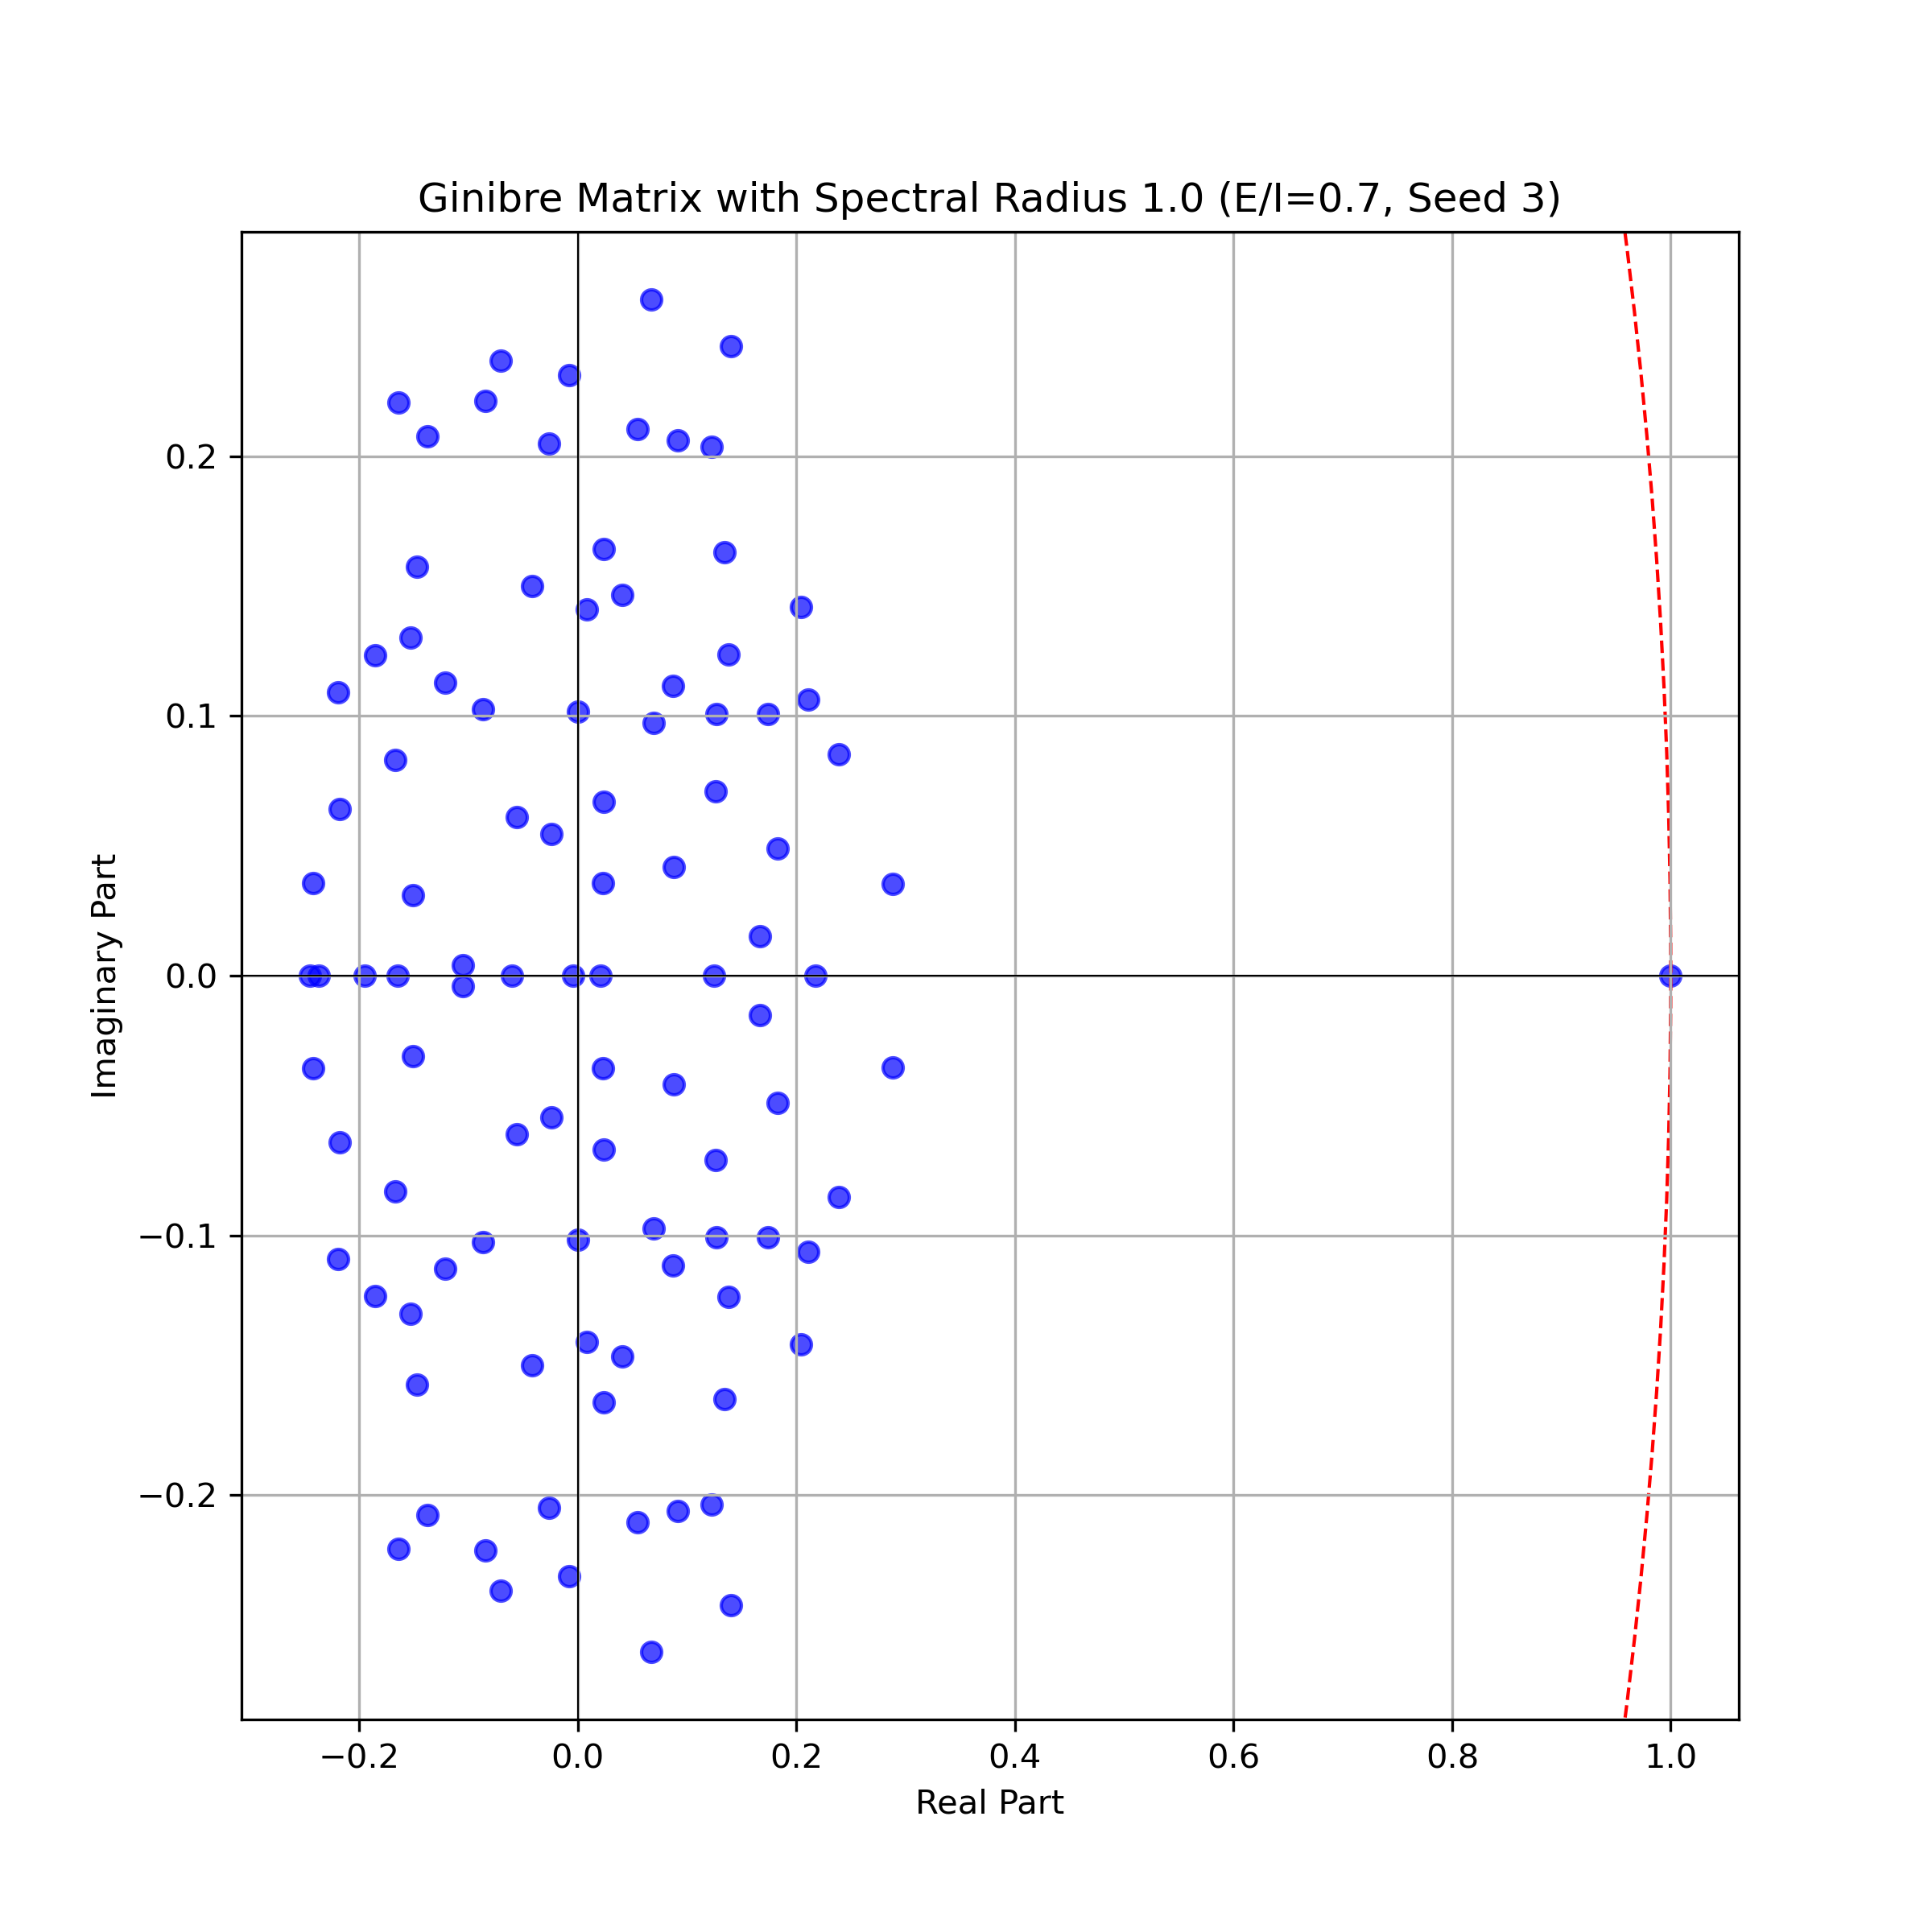 Ginibre Matrix with Spectral Radius 1.0 (E/I=0.7, Seed 3)
Imaginary Part
0.2
0.1
0.0
−0.1
−0.2
−0.2 0.0 0.2 0.4 0.6 0.8 1.0
Real Part